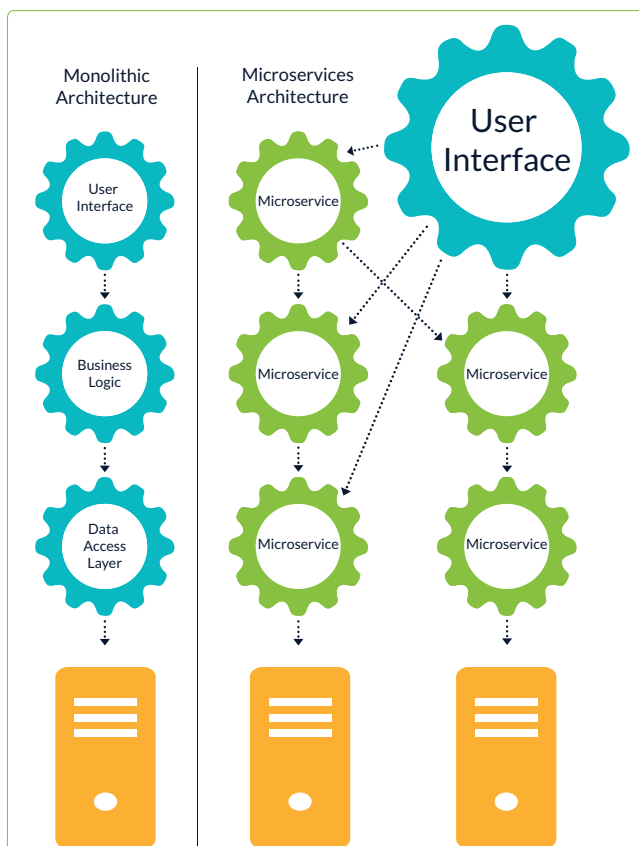 Monolithic
Architecture
User
Interface
Business
Logic
Data
Access
Layer
Microservices
Architecture
User
Interface
Microservice
Microservice
Microservice
Microservice
Microservice